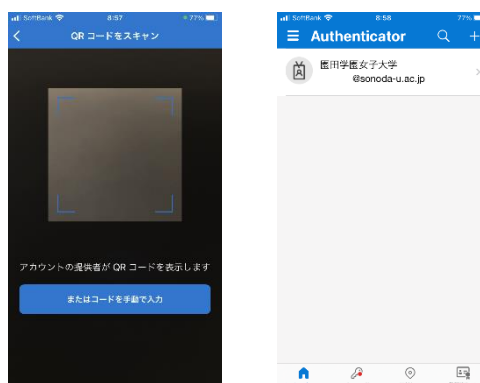 SoftBank 8:57 77%
QR コードをスキャン
アカウントの提供者が QR コードを表示します
またはコードを手動で入力
SoftBank 8:58 77%
Authenticator
園田学園女子大学
@sonoda-u.ac.jp